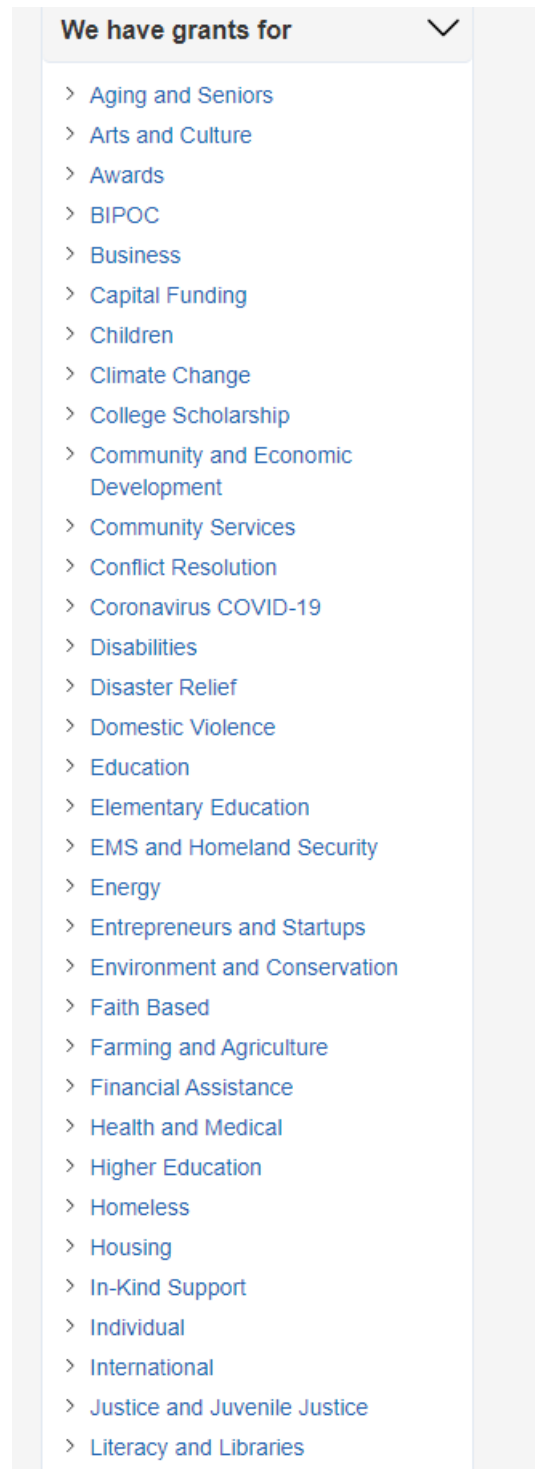 We have grants for
> Aging and Seniors
> Arts and Culture
> Awards
> BIPOC
> Business
> Capital Funding
> Children
> Climate Change
> College Scholarship
> Community and Economic
Development
> Community Services
> Conflict Resolution
> Coronavirus COVID-19
> Disabilities
> Disaster Relief
> Domestic Violence
> Education
> Elementary Education
> EMS and Homeland Security
> Energy
> Entrepreneurs and Startups
> Environment and Conservation
> Faith Based
> Farming and Agriculture
> Financial Assistance
> Health and Medical
> Higher Education
> Homeless
> Housing
> In-Kind Support
> Individual
> International
> Justice and Juvenile Justice
> Literacy and Libraries